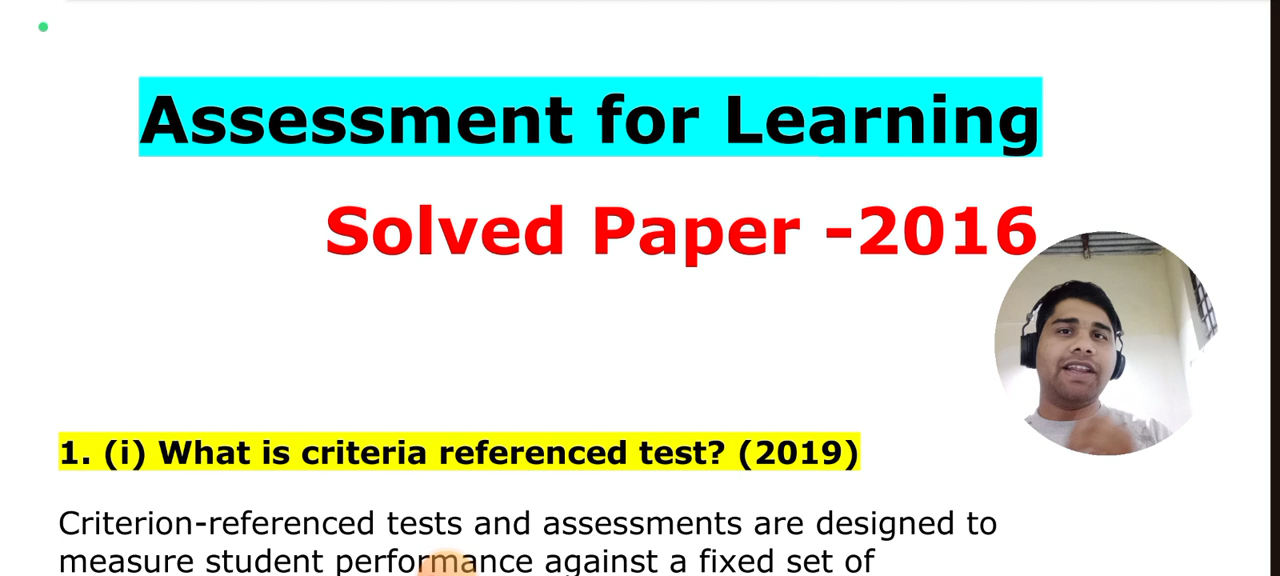 Assessment for Learning
Solved Paper -2016
1. (i) What is criteria referenced test? (2019)
Criterion-referenced tests and assessments are designed to
measure student performance against a fixed set of